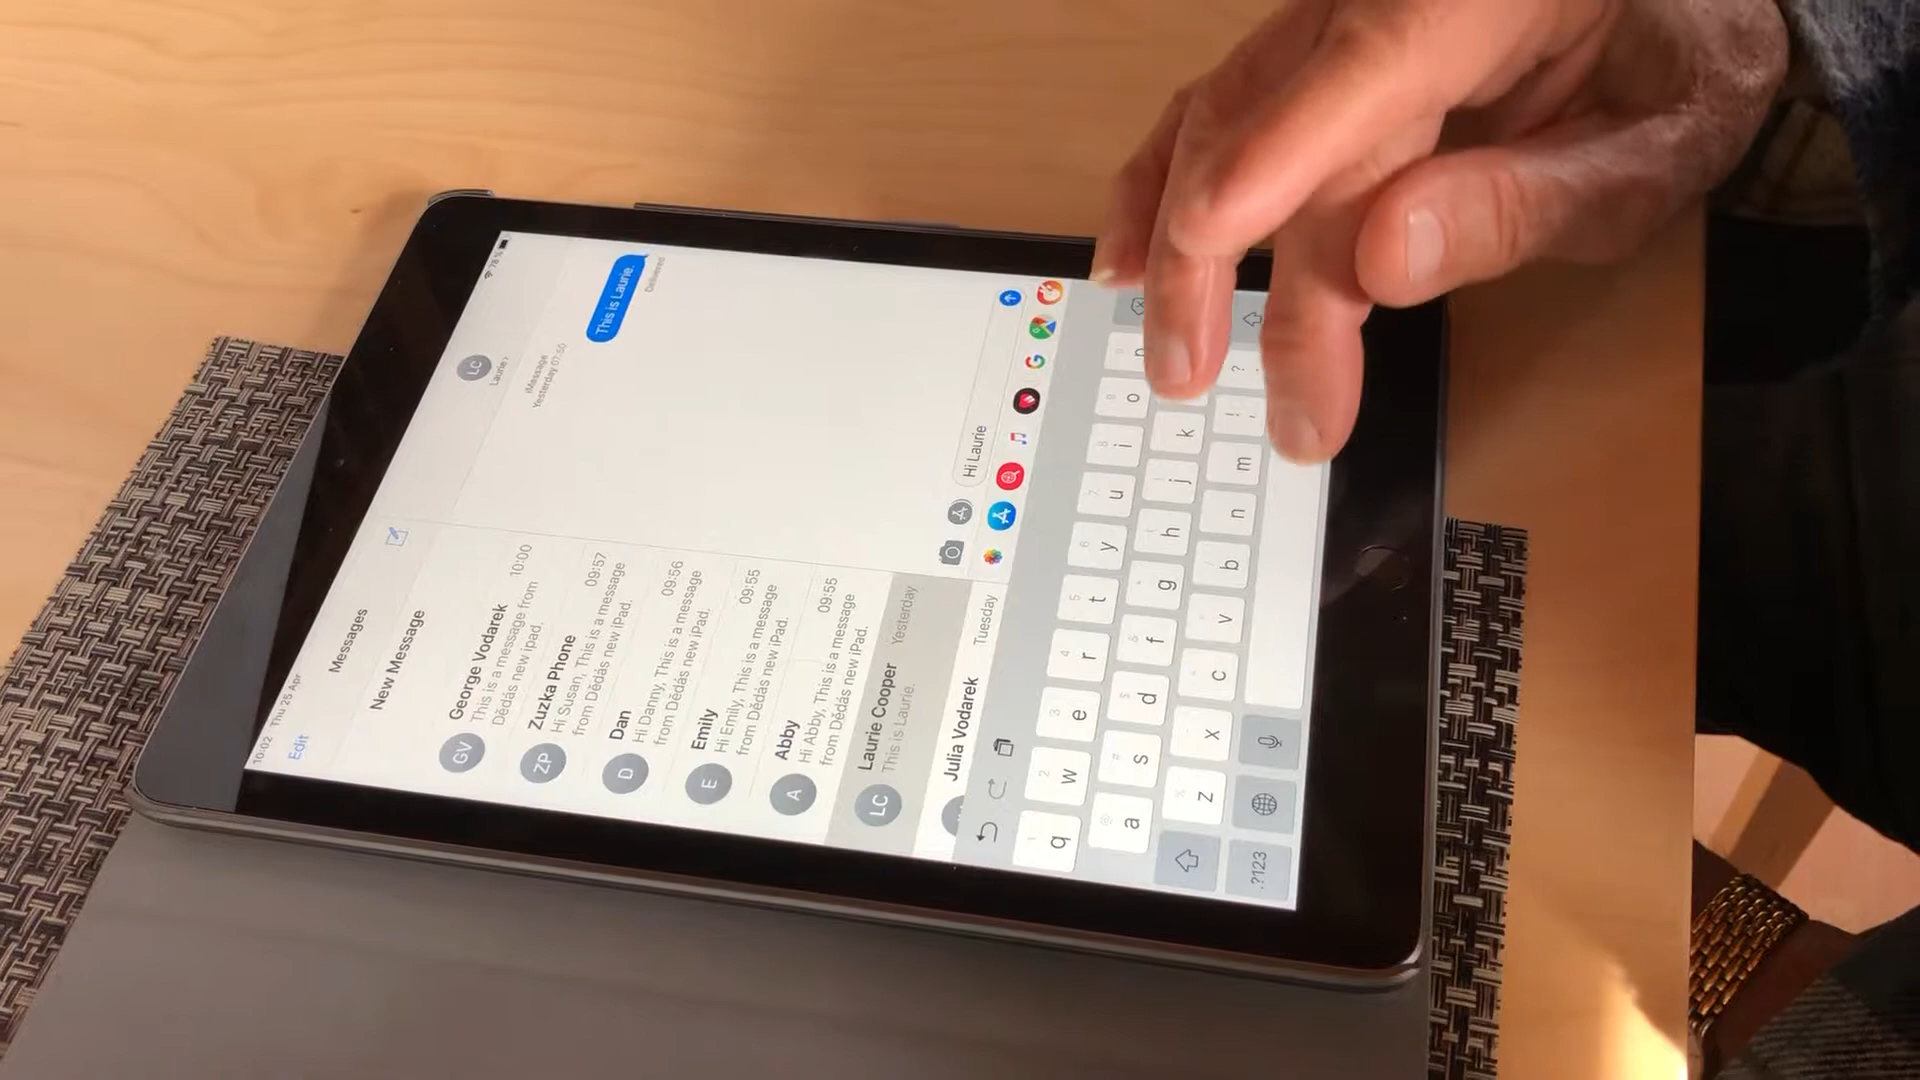 10:02 Thu 25 Apr
78 %
Edit
Messages
New Message
George Vodarek 10:00
This is a message from
Dědás new ipad.
Zuzka Phone 09:57
Hi Susan, This is a message
from Dědás new iPad.
Dan 09:56
Hi Danny, This is a message
from Dědás new iPad.
Emily 09:55
Hi Emily, This is a message
from Dědás new iPad.
Abby 09:55
Hi Abby, This is a message
from Dědás new iPad.
Laurie Cooper Yesterday
This is Laurie.
Julia Vodarek Tuesday
GV
ZP
D
E
A
LC
LC
Laurie
iMessage
Yesterday 07:50
This is Laurie.
Delivered
Hi Laurie
q w e r t y u i o p
a s d f g h j k
z x c v b n m ! ?
.?123